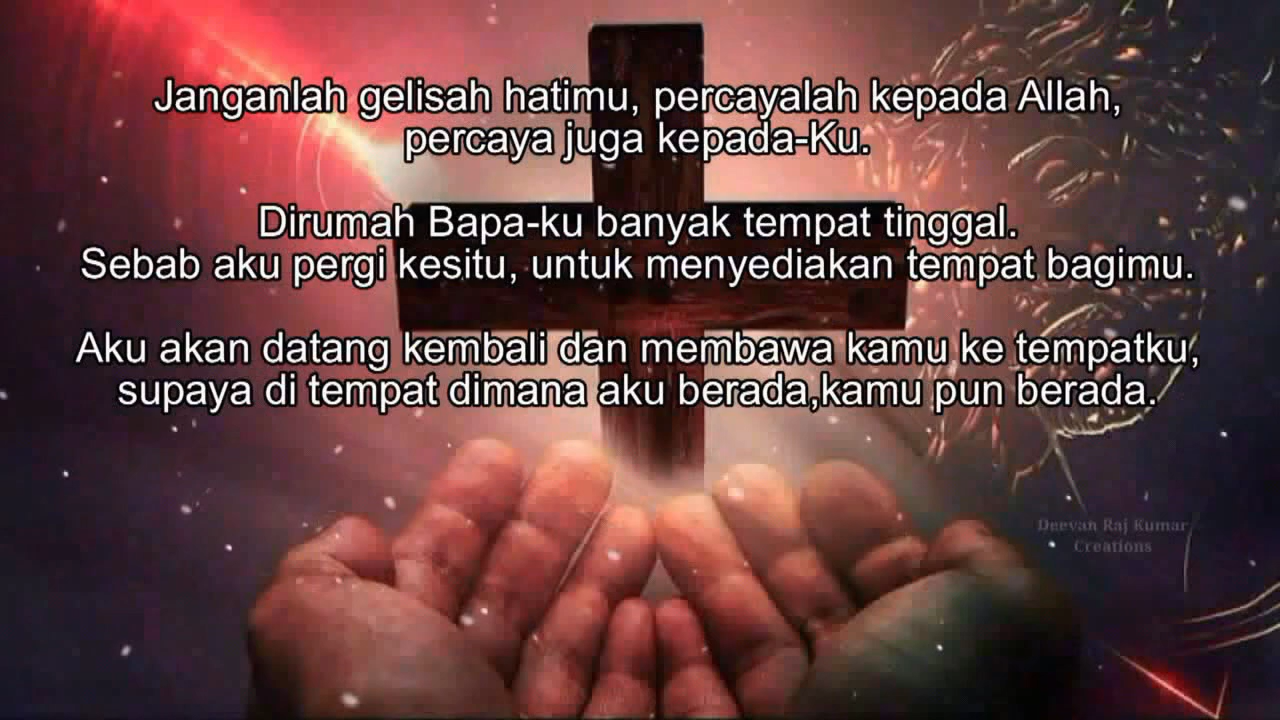 Janganlah gelisah hatimu, percayalah kepada Allah,
percaya juga kepada-Ku.
Dirumah Bapa-ku banyak tempat tinggal.
Sebab aku pergi kesitu, untuk menyediakan tempat bagimu.
Aku akan datang kembali dan membawa kamu ke tempatku,
supaya di tempat dimana aku berada,kamu pun berada.
Deevan Raj Kumar
Creations